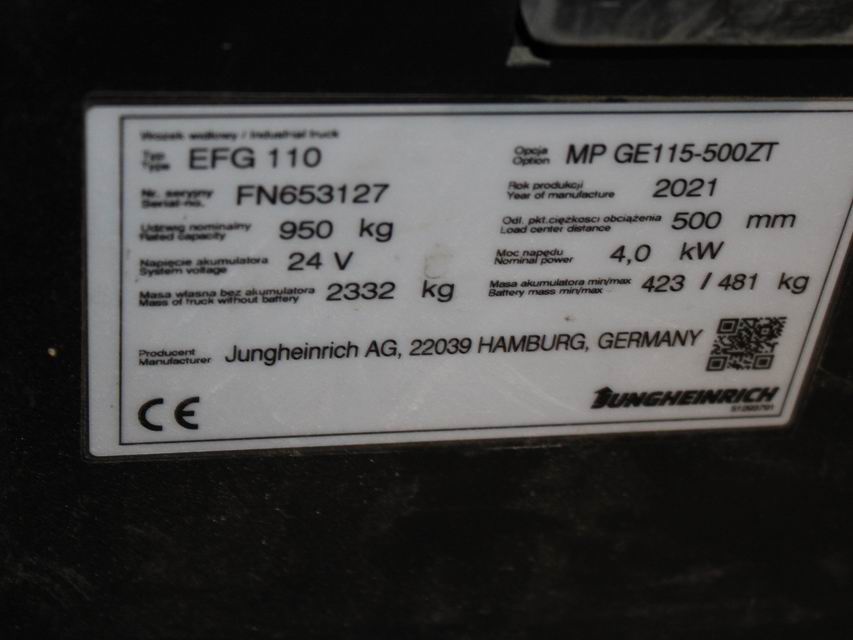 Wózek widłowy / Industrial truck
Typ
Type EFG 110
Opcja
Option MP GE115-500ZT
Nr. seryjny
Serial-no. FN653127
Rok produkcji
Year of manufacture 2021
Udźwig nominalny
Rated capacity 950 kg
Odl. pkt.ciężkości obciążenia
Load center distance 500 mm
Napięcie akumulatora
System voltage 24 V
Moc napędu
Nominal power 4,0 kW
Masa własna bez akumulatora
Mass of truck without battery 2332 kg
Masa akumulatora min/max
Battery mass min/max 423 / 481 kg
Producent
Manufacturer Jungheinrich AG, 22039 HAMBURG, GERMANY
CE
JUNGHEINRICH